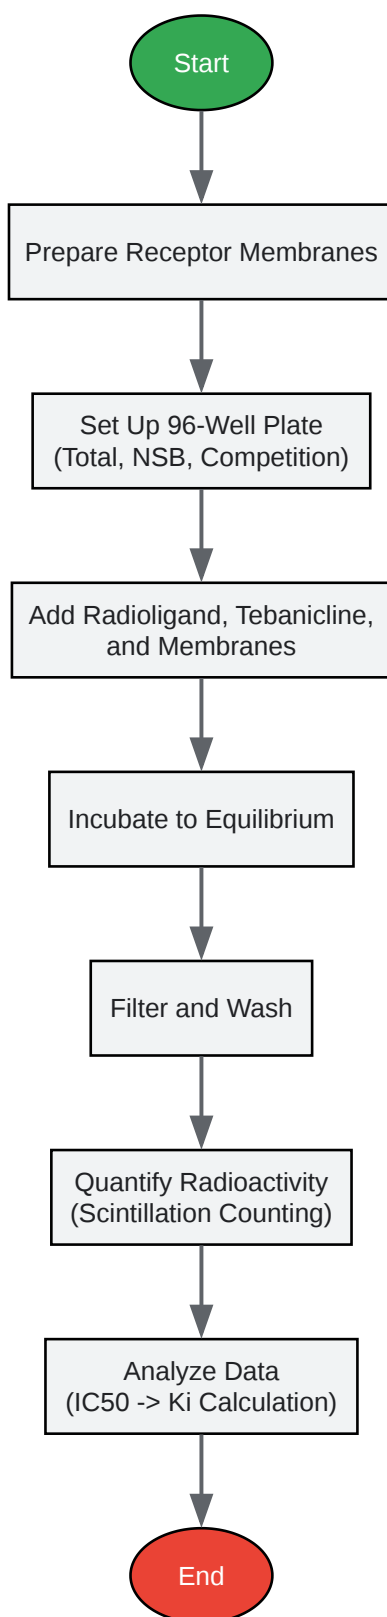 Start
Prepare Receptor Membranes
Set Up 96-Well Plate
(Total, NSB, Competition)
Add Radioligand, Tebanicline,
and Membranes
Incubate to Equilibrium
Filter and Wash
Quantify Radioactivity
(Scintillation Counting)
Analyze Data
(IC50 -> Ki Calculation)
End